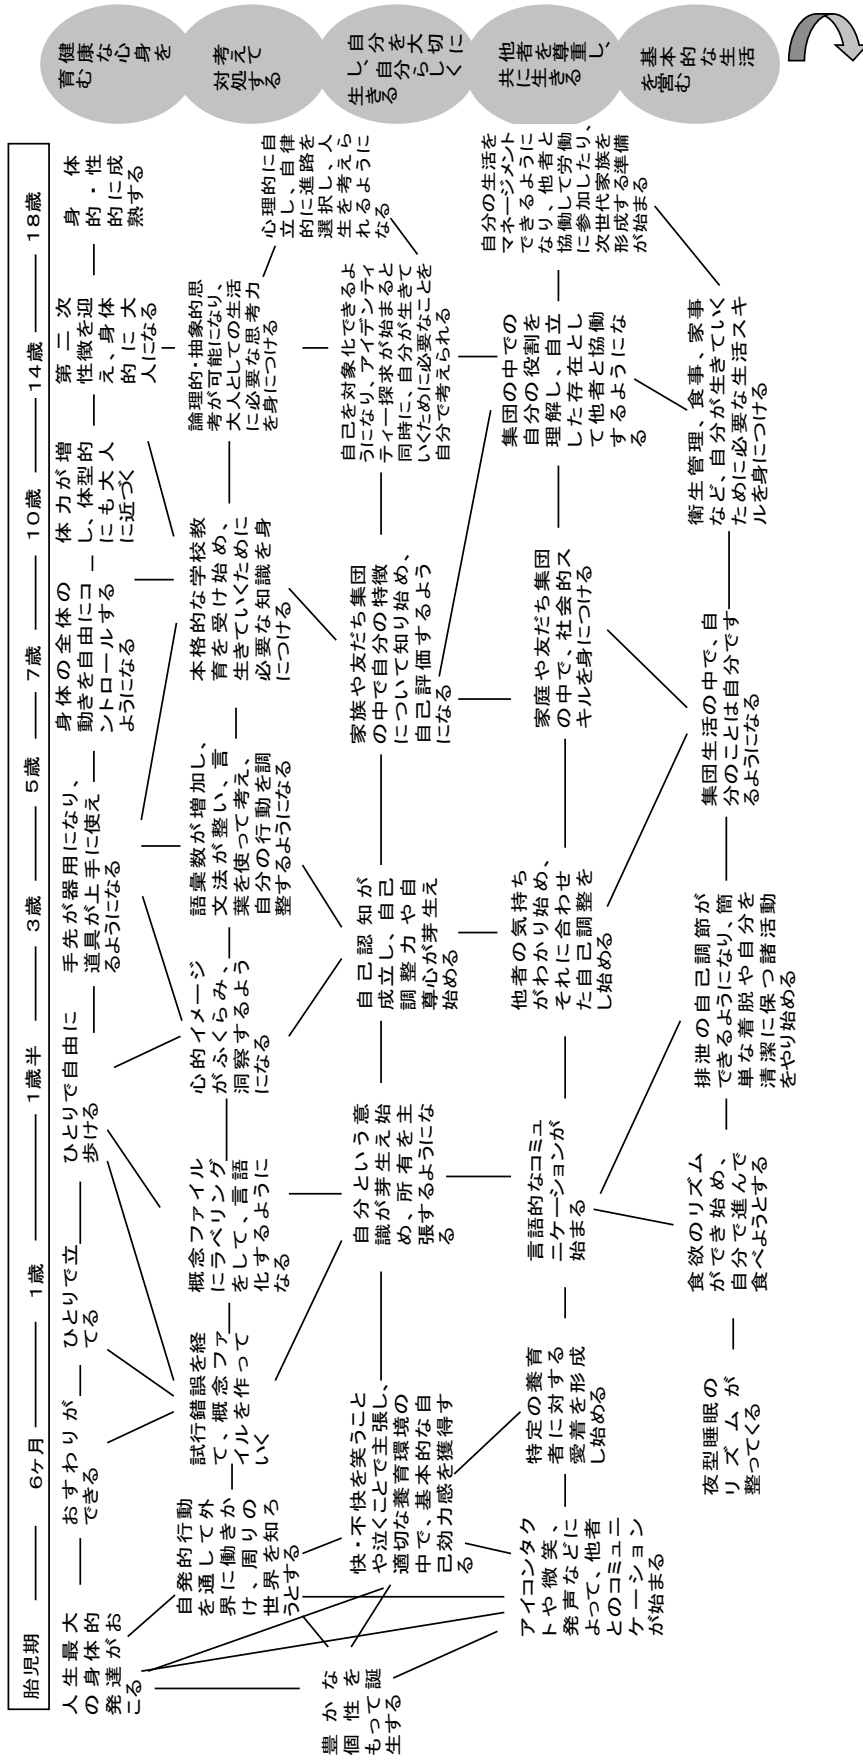 胎児期 6ヶ月 1歳 1歳半 3歳 5歳 7歳 10歳 14歳 18歳
人生最大
の身体的
発達がお
こる
おすわりが
できる
ひとりで立
てる
ひとりで自由に
歩ける
手先が器用になり、
道具が上手に使え
るようになる
身体の全体の
動きを自由にコ
ントロールする
ようになる
体力が増
し、体型的
にも大人
に近づく
第二次
性徴を迎
え、身体
的に大
人になる
身体
的・性
的に成
熟する
健康な心身を
育む
自発的行動
を通して外
界に働きか
け、周りの
世界を知ろ
うとする
試行錯誤を経
て、概念ファ
イルを作って
いく
概念ファイル
にラベリング
をして、言語
化するように
なる
心的イメージ
がふくらみ、
洞察するよう
になる
語彙数が増加し、
文法が整い、言
葉を使って考え、
自分の行動を調
整するようになる
本格的な学校教
育を受け始め、
生きていくために
必要な知識を身
につける
論理的・抽象的思
考が可能になり、
大人としての生活
に必要な思考力
を身につける
考えて
対処する
豊かな
個性を
もって誕
生する
快・不快を笑うこと
や泣くことで主張し、
適切な養育環境の
中で、基本的な自
己効力感を獲得す
る
自分という意
識が芽生え始
め、所有を主
張するようにな
る
自己認知が
成立し、自己
調整力や自
尊心が芽生え
始める
家族や友だち集団
の中で自分の特徴
について知り始め、
自己評価するよう
になる
自己を対象化できるよ
うになり、アイデンティ
ティー探求が始まると
同時に、自分が生きて
いくために必要なことを
自分で考えられる
心理的に自
立し、自律
的に進路を
選択し、人
生を考えら
れるように
なる
自分を大切に
し、自分らしく
生きる
アイコンタク
トや微笑、
発声などに
よって、他者
とのコミュニ
ケーション
が始まる
特定の養育
者に対する
愛着を形成
し始める
言語的なコミュ
ニケーションが
始まる
他者の気持ち
がわかり始め、
それに合わせ
た自己調整を
し始める
家庭や友だち集団
の中で、社会的ス
キルを身につける
集団の中での
自分の役割を
理解し、自立
した存在とし
て他者と協働
するようにな
る
自分の生活を
マネージメント
できるように
なり、他者と
協働して労働
に参加したり、
次世代家族を
形成する準備
が始まる
他者を尊重し、
共に生きる
夜型睡眠の
リズムが
整ってくる
食欲のリズム
ができ始め、
自分で進んで
食べようとする
排泄の自己調節が
できるようになり、簡
単な着脱や自分を
清潔に保つ諸活動
をやり始める
集団生活の中で、自
分のことは自分です
るようになる
衛生管理、食事、家事
など、自分が生きていく
ために必要な生活スキ
ルを身につける
基本的な生活
を営む